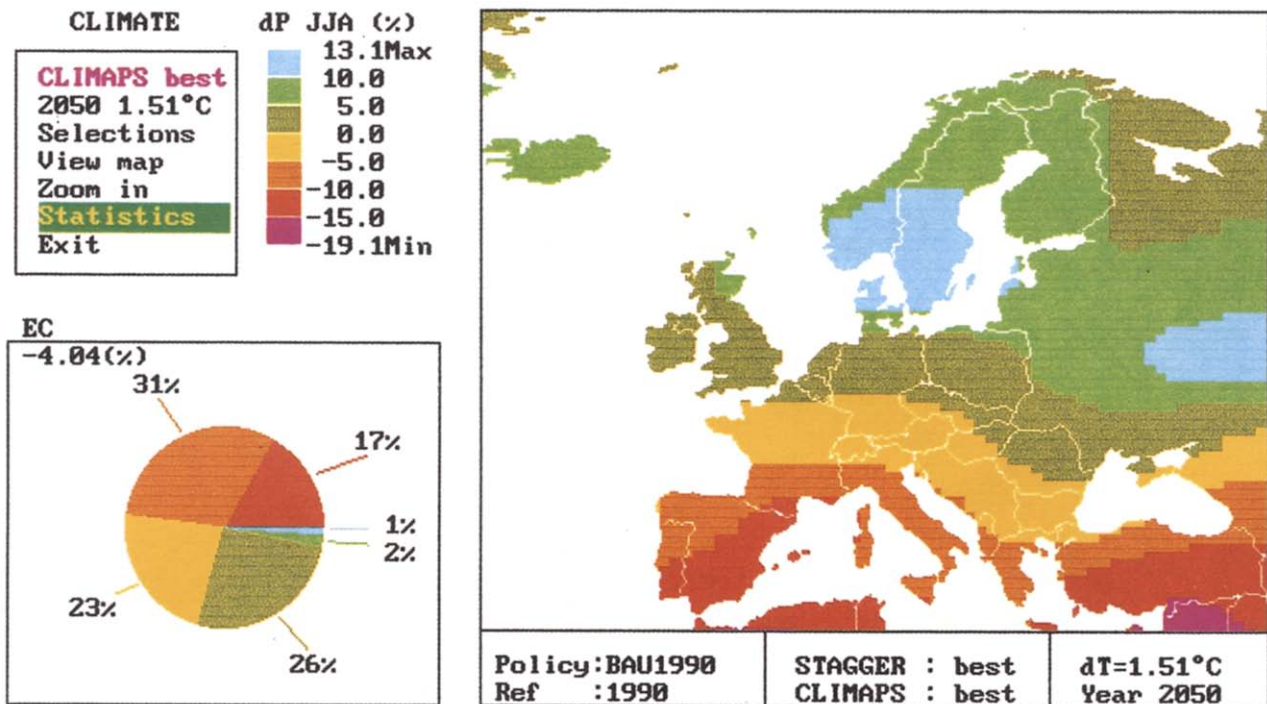 CLIMATE
CLIMAPS best
2050 1.51°C
Selections
View map
Zoom in
Statistics
Exit
dP JJA (%)
13.1Max
10.0
5.0
0.0
-5.0
-10.0
-15.0
-19.1Min
EC
-4.04(%)
31%
17%
1%
2%
23%
26%
Policy:BAU1990
Ref :1990
STAGGER : best
CLIMAPS : best
dT=1.51°C
Year 2050